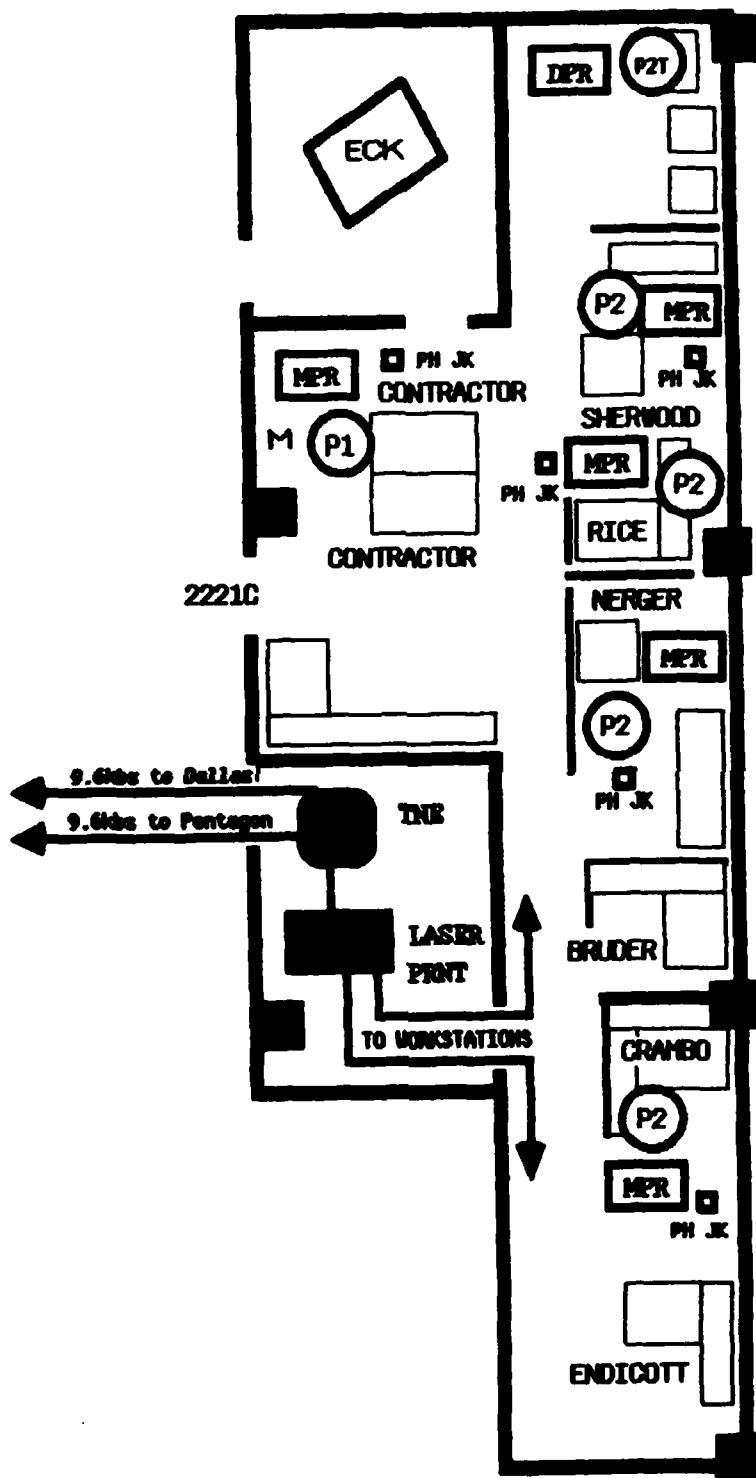 DPR
P2T
ECK
P2
MPR
PH JK
MPR
PH JK
CONTRACTOR
SHERWOOD
M
P1
MPR
P2
PH JK
RICE
CONTRACTOR
2221C
NERGER
MPR
P2
PH JK
9.6kbs to Dallas
9.6kbs to Pentagon
TNE
LASER
PRNT
BRUDER
TO WORKSTATIONS
CRAMBO
P2
MPR
PH JK
ENDICOTT